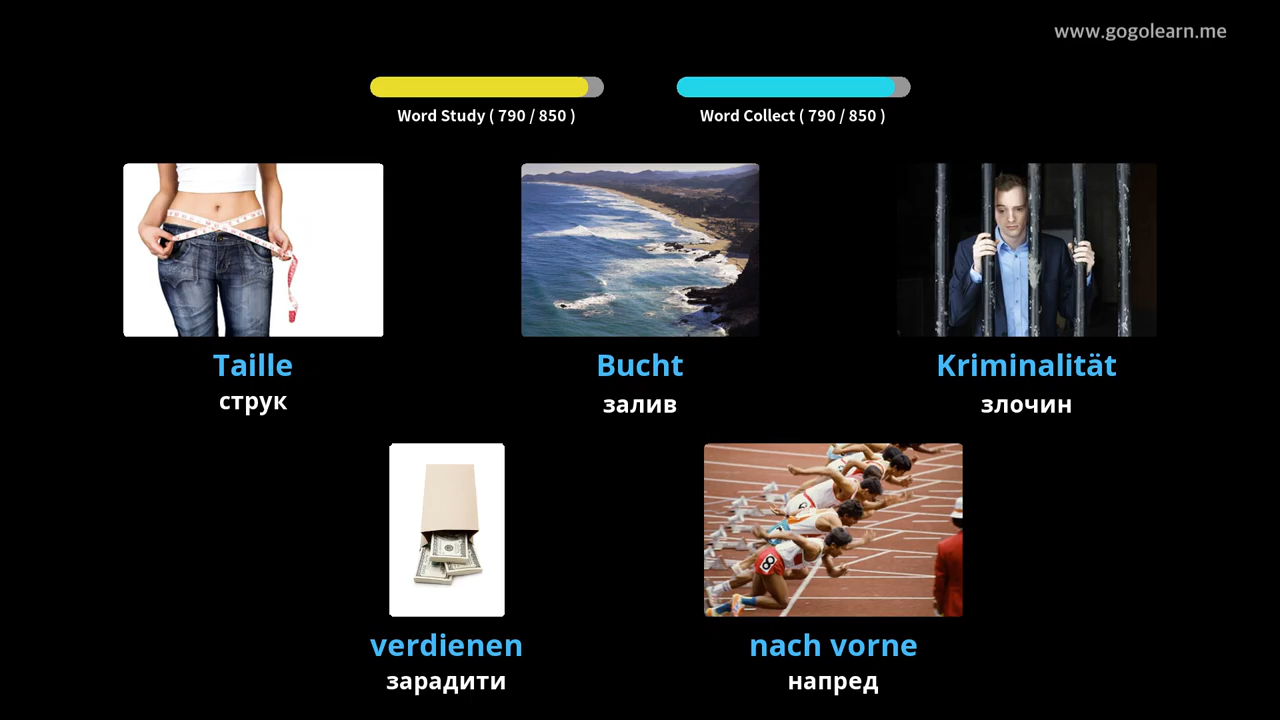 www.gogolearn.me
Word Study ( 790 / 850 )
Word Collect ( 790 / 850 )
Taille
струк
Bucht
залив
Kriminalität
злочин
verdienen
зарадити
nach vorne
напред